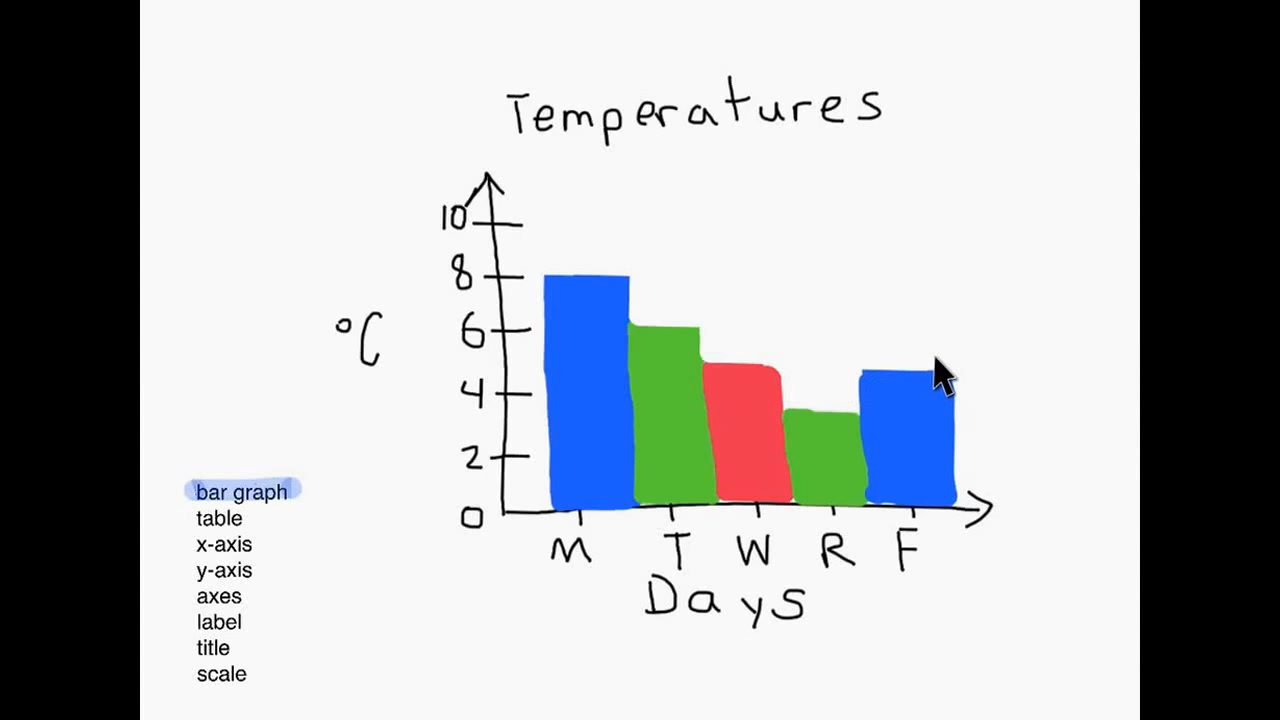 Temperatures
10
8
°C
6
4
2
0
M T W R F
Days
bar graph
table
x-axis
y-axis
axes
label
title
scale